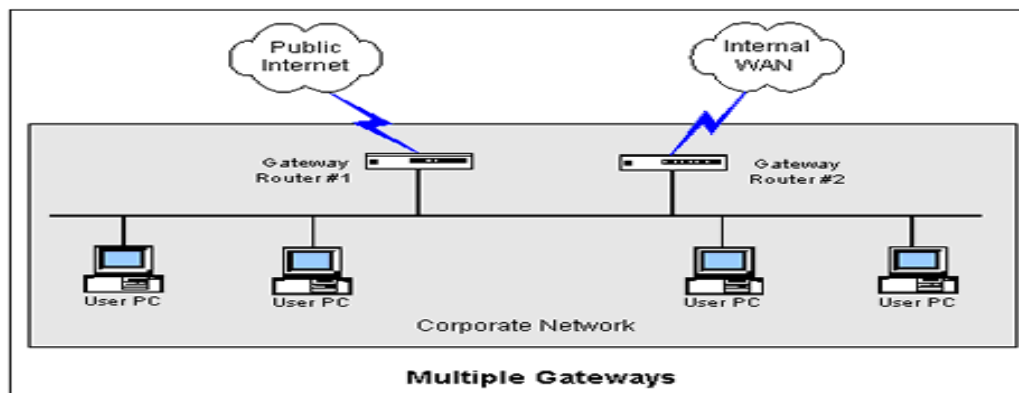 Public
Internet
Internal
WAN
Gateway
Router #1
Gateway
Router #2
User PC
User PC
User PC
User PC
Corporate Network
Multiple Gateways